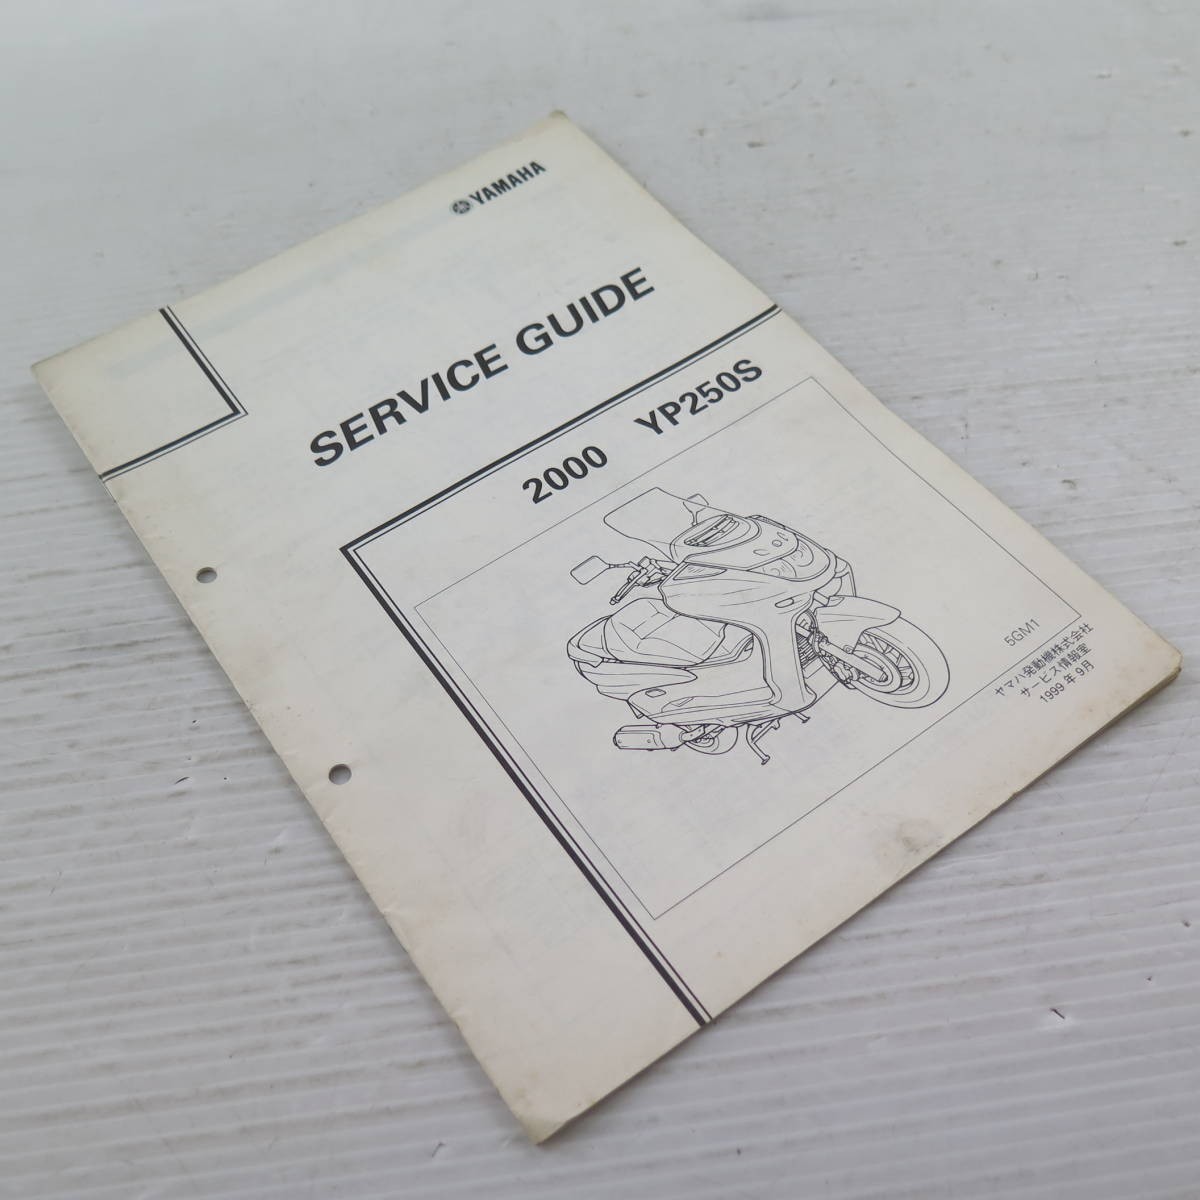 YAMAHA
SERVICE GUIDE
2000 YP250S
5GM1
ヤマハ発動機株式会社
サービス情報室
1999年9月